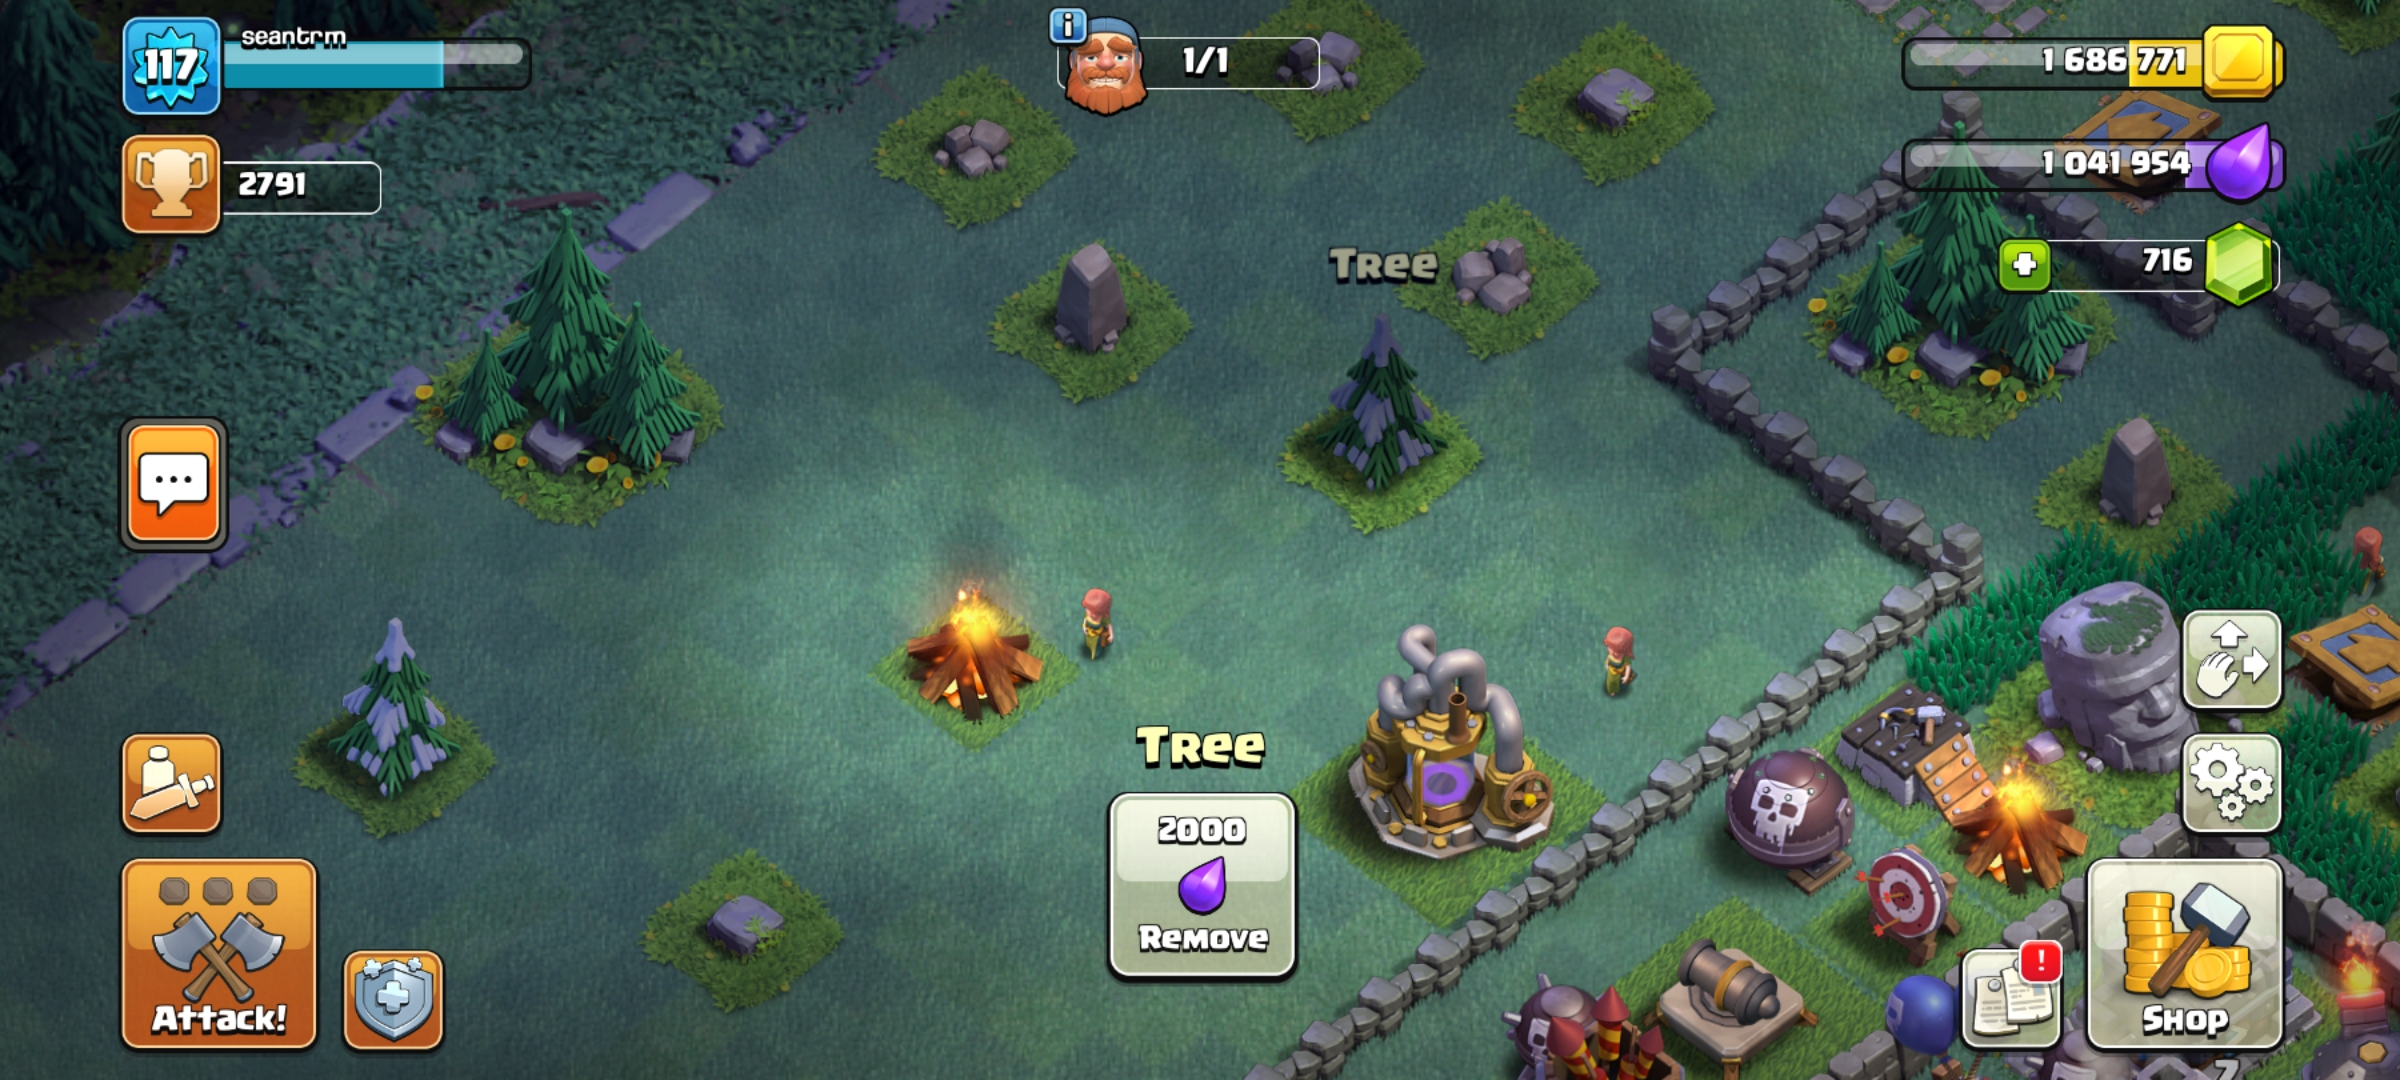 117
seantrm
1/1
1 686 771
2791
1 041 954
716
Tree
Tree
2000
Remove
Attack!
!
Shop